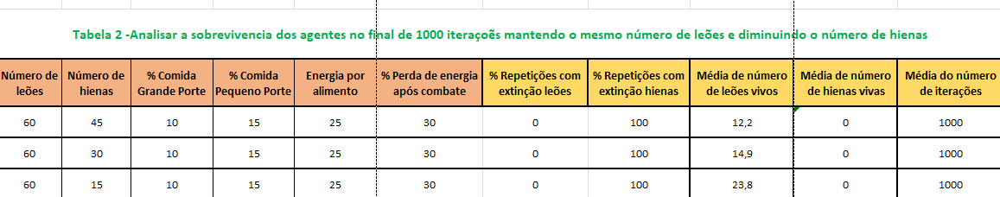 Tabela 2 -Analisar a sobrevivencia dos agentes no final de 1000 iteraçoẽs mantendo o mesmo número de leões e diminuindo o número de hienas
Número de leões Número de hienas % Comida Grande Porte % Comida Pequeno Porte Energia por alimento % Perda de energia após combate % Repetições com extinção leões % Repetições com extinção hienas Média de número de leões vivos Média de número de hienas vivas Média do número de iterações
60 45 10 15 25 30 0 100 12,2 0 1000
60 30 10 15 25 30 0 100 14,9 0 1000
60 15 10 15 25 30 0 100 23,8 0 1000